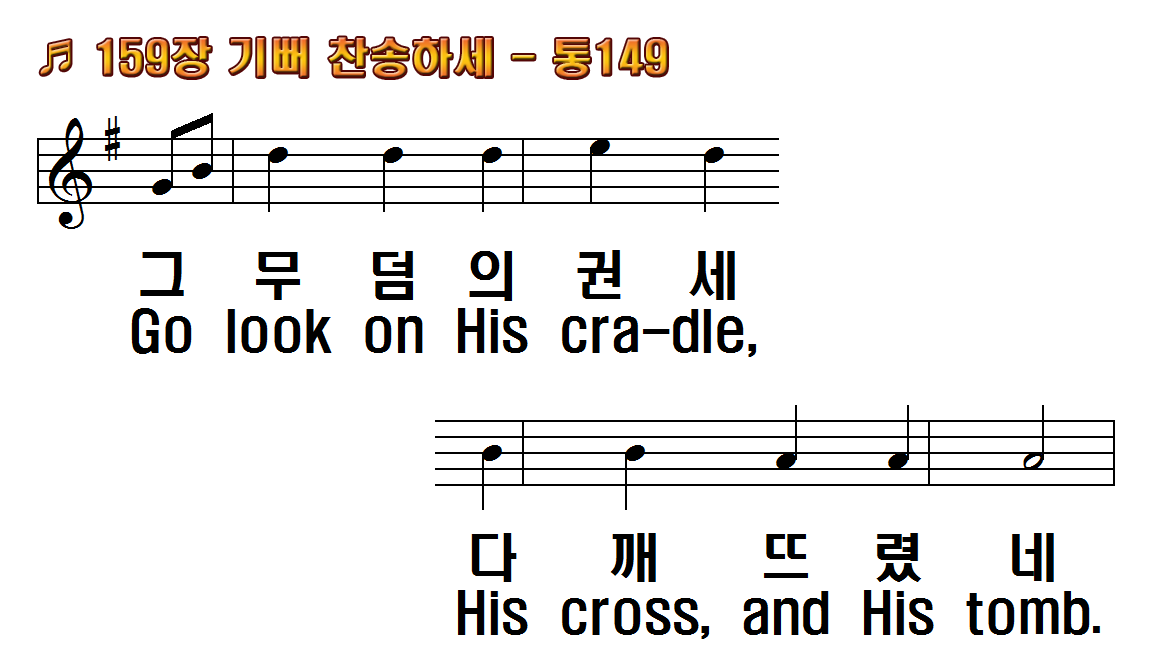 159장 기뻐 찬송하세 - 통149
그 무 덤 의 권 세
Go look on His cra-dle,
다 깨 뜨 렸 네
His cross, and His tomb.